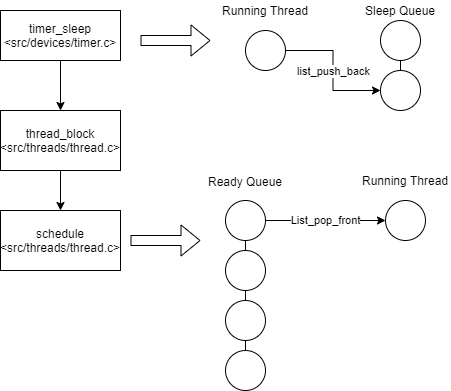 timer_sleep
<src/devices/timer.c>
Running Thread
Sleep Queue
list_push_back
thread_block
<src/threads/thread.c>
Ready Queue
Running Thread
schedule
<src/threads/thread.c>
List_pop_front